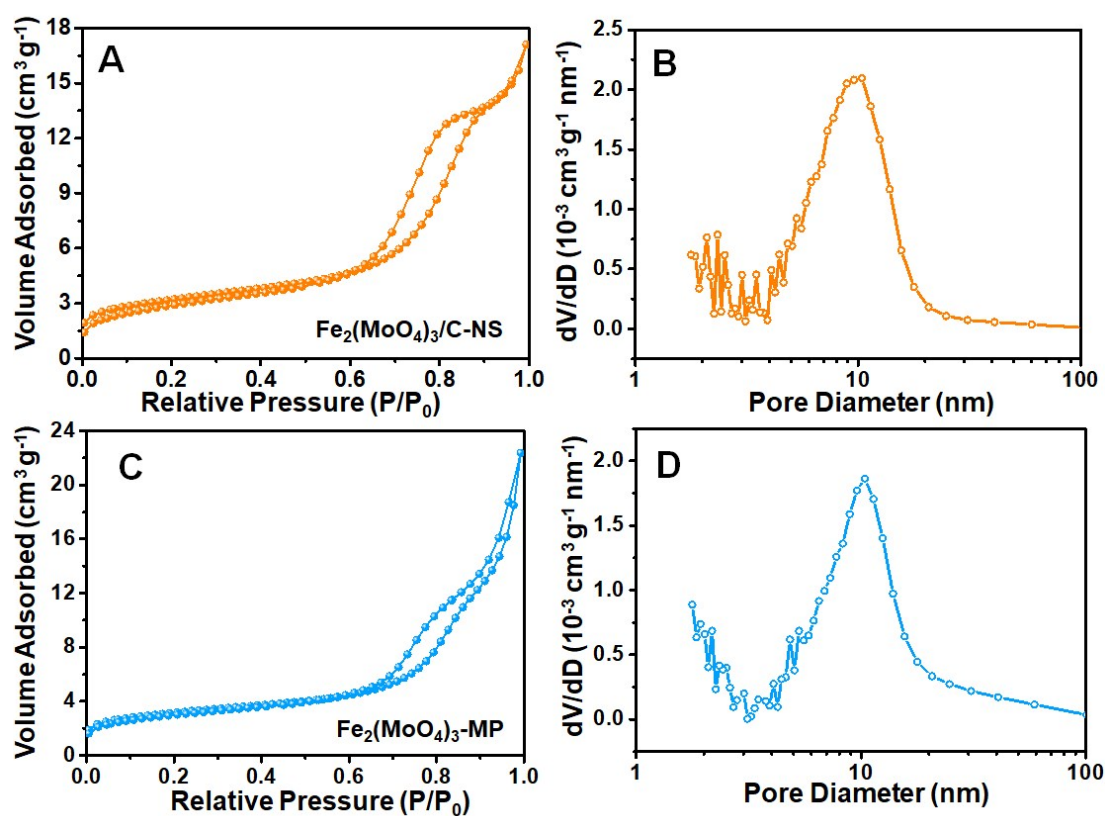 A
Volume Adsorbed (cm³g⁻¹)
18
15
12
9
6
3
0
0.0 0.2 0.4 0.6 0.8 1.0
Relative Pressure (P/P₀)
Fe₂(MoO₄)₃/C-NS
B
dV/dD (10⁻³ cm³g⁻¹ nm⁻¹)
2.5
2.0
1.5
1.0
0.5
0.0
1 10 100
Pore Diameter (nm)
C
Volume Adsorbed (cm³g⁻¹)
24
20
16
12
8
4
0
0.0 0.2 0.4 0.6 0.8 1.0
Relative Pressure (P/P₀)
Fe₂(MoO₄)₃-MP
D
dV/dD (10⁻³ cm³g⁻¹ nm⁻¹)
2.0
1.5
1.0
0.5
0.0
1 10 100
Pore Diameter (nm)